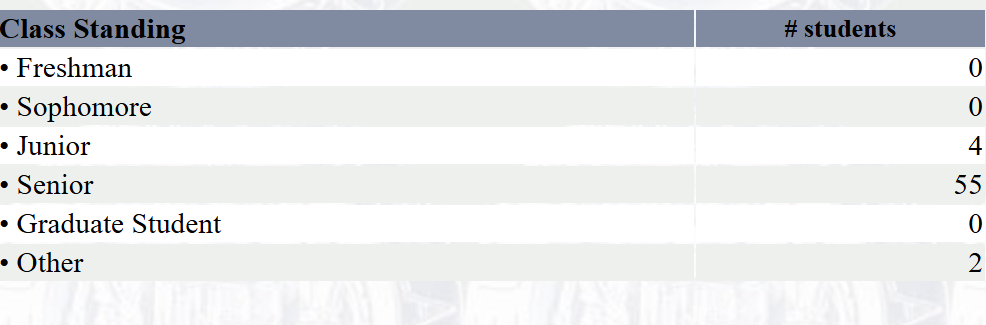 Class Standing # students
• Freshman 0
• Sophomore 0
• Junior 4
• Senior 55
• Graduate Student 0
• Other 2